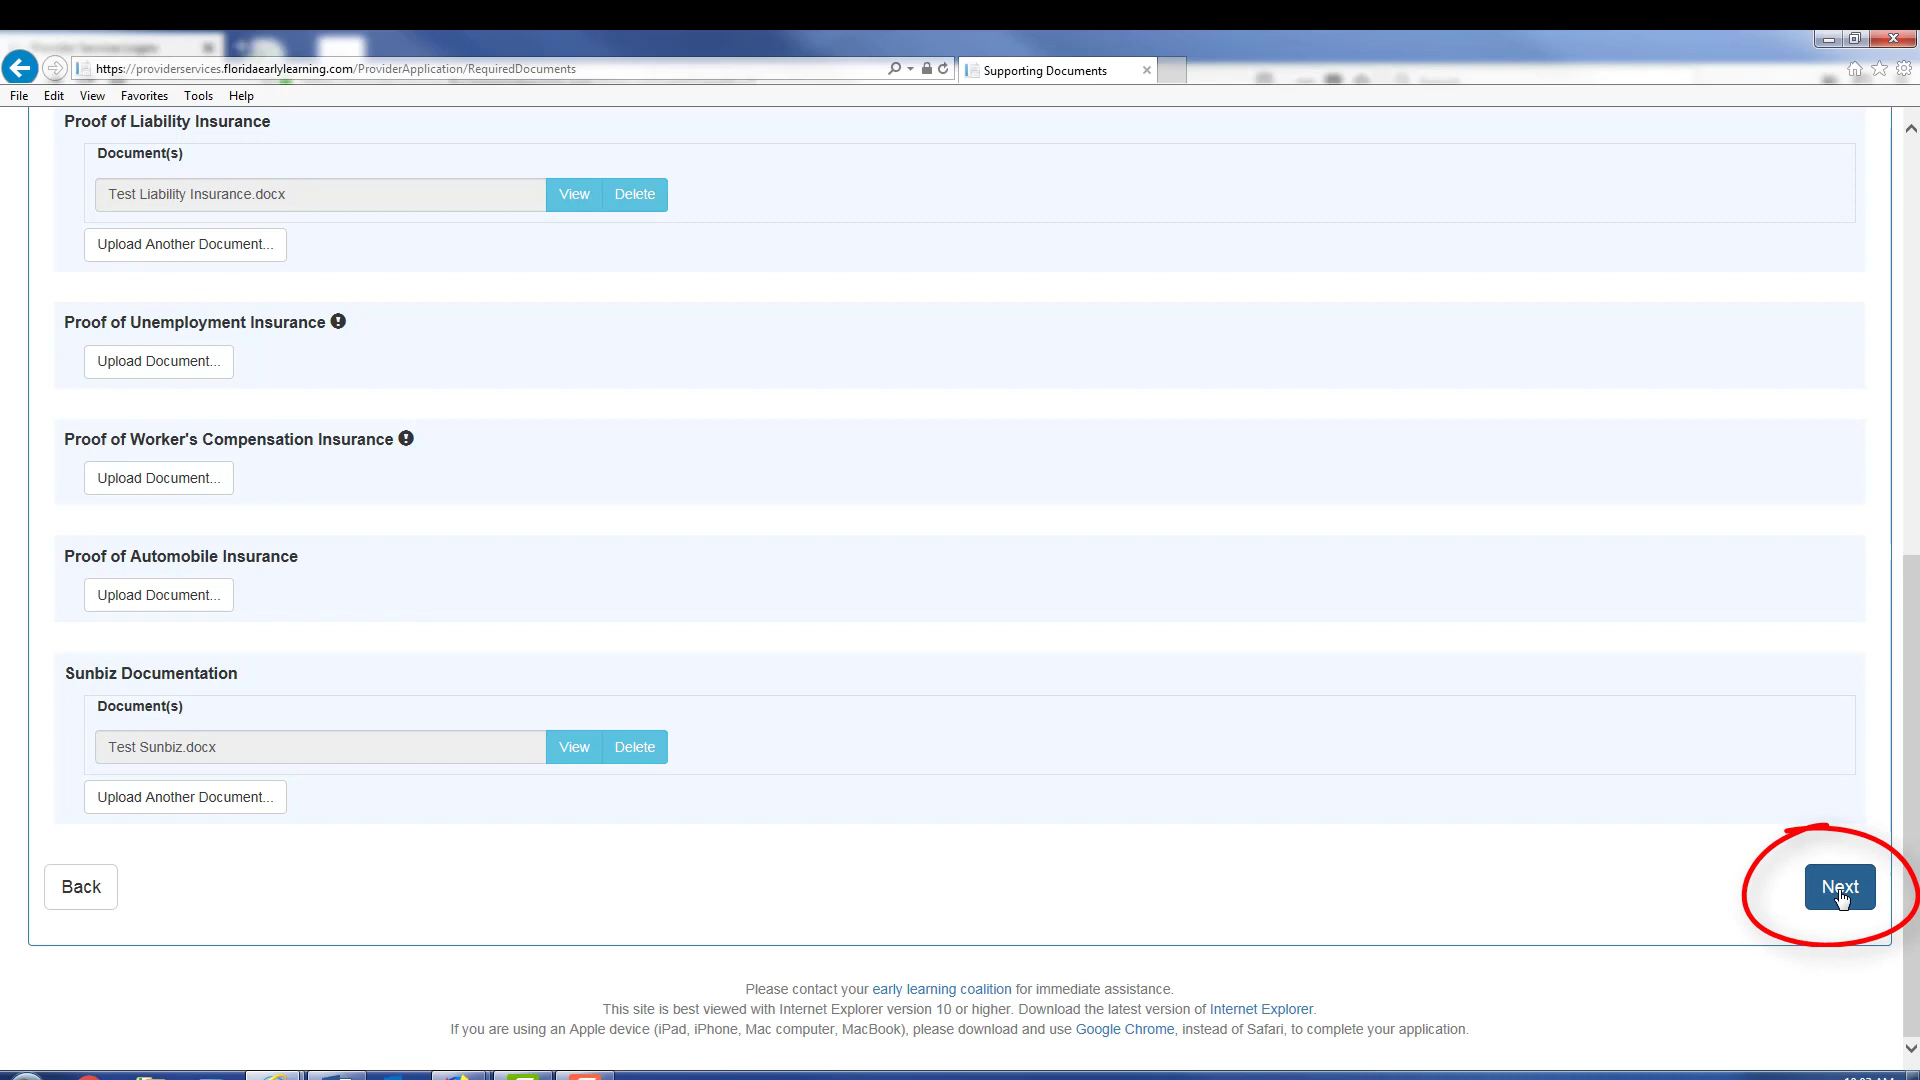 https://providerservices.floridaearlylearning.com/ProviderApplication/RequiredDocuments
Supporting Documents
File Edit View Favorites Tools Help
Proof of Liability Insurance
Document(s)
Test Liability Insurance.docx View Delete
Upload Another Document...
Proof of Unemployment Insurance
Upload Document...
Proof of Worker's Compensation Insurance
Upload Document...
Proof of Automobile Insurance
Upload Document...
Sunbiz Documentation
Document(s)
Test Sunbiz.docx View Delete
Upload Another Document...
Back Next
Please contact your early learning coalition for immediate assistance.
This site is best viewed with Internet Explorer version 10 or higher. Download the latest version of Internet Explorer.
If you are using an Apple device (iPad, iPhone, Mac computer, MacBook), please download and use Google Chrome, instead of Safari, to complete your application.